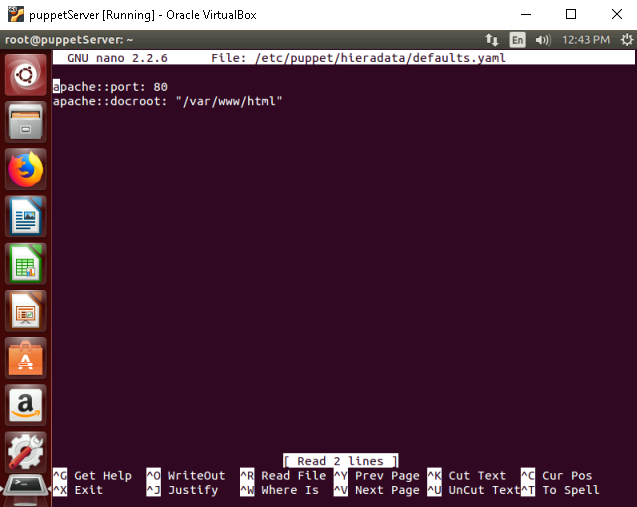 puppetServer [Running] - Oracle VirtualBox
root@puppetServer: ~ En 12:43 PM
GNU nano 2.2.6 File: /etc/puppet/hieradata/defaults.yaml
apache::port: 80
apache::docroot: "/var/www/html"
[ Read 2 lines ]
^G Get Help ^O WriteOut ^R Read File ^Y Prev Page ^K Cut Text ^C Cur Pos
^X Exit ^J Justify ^W Where Is ^V Next Page ^U UnCut Text ^T To Spell